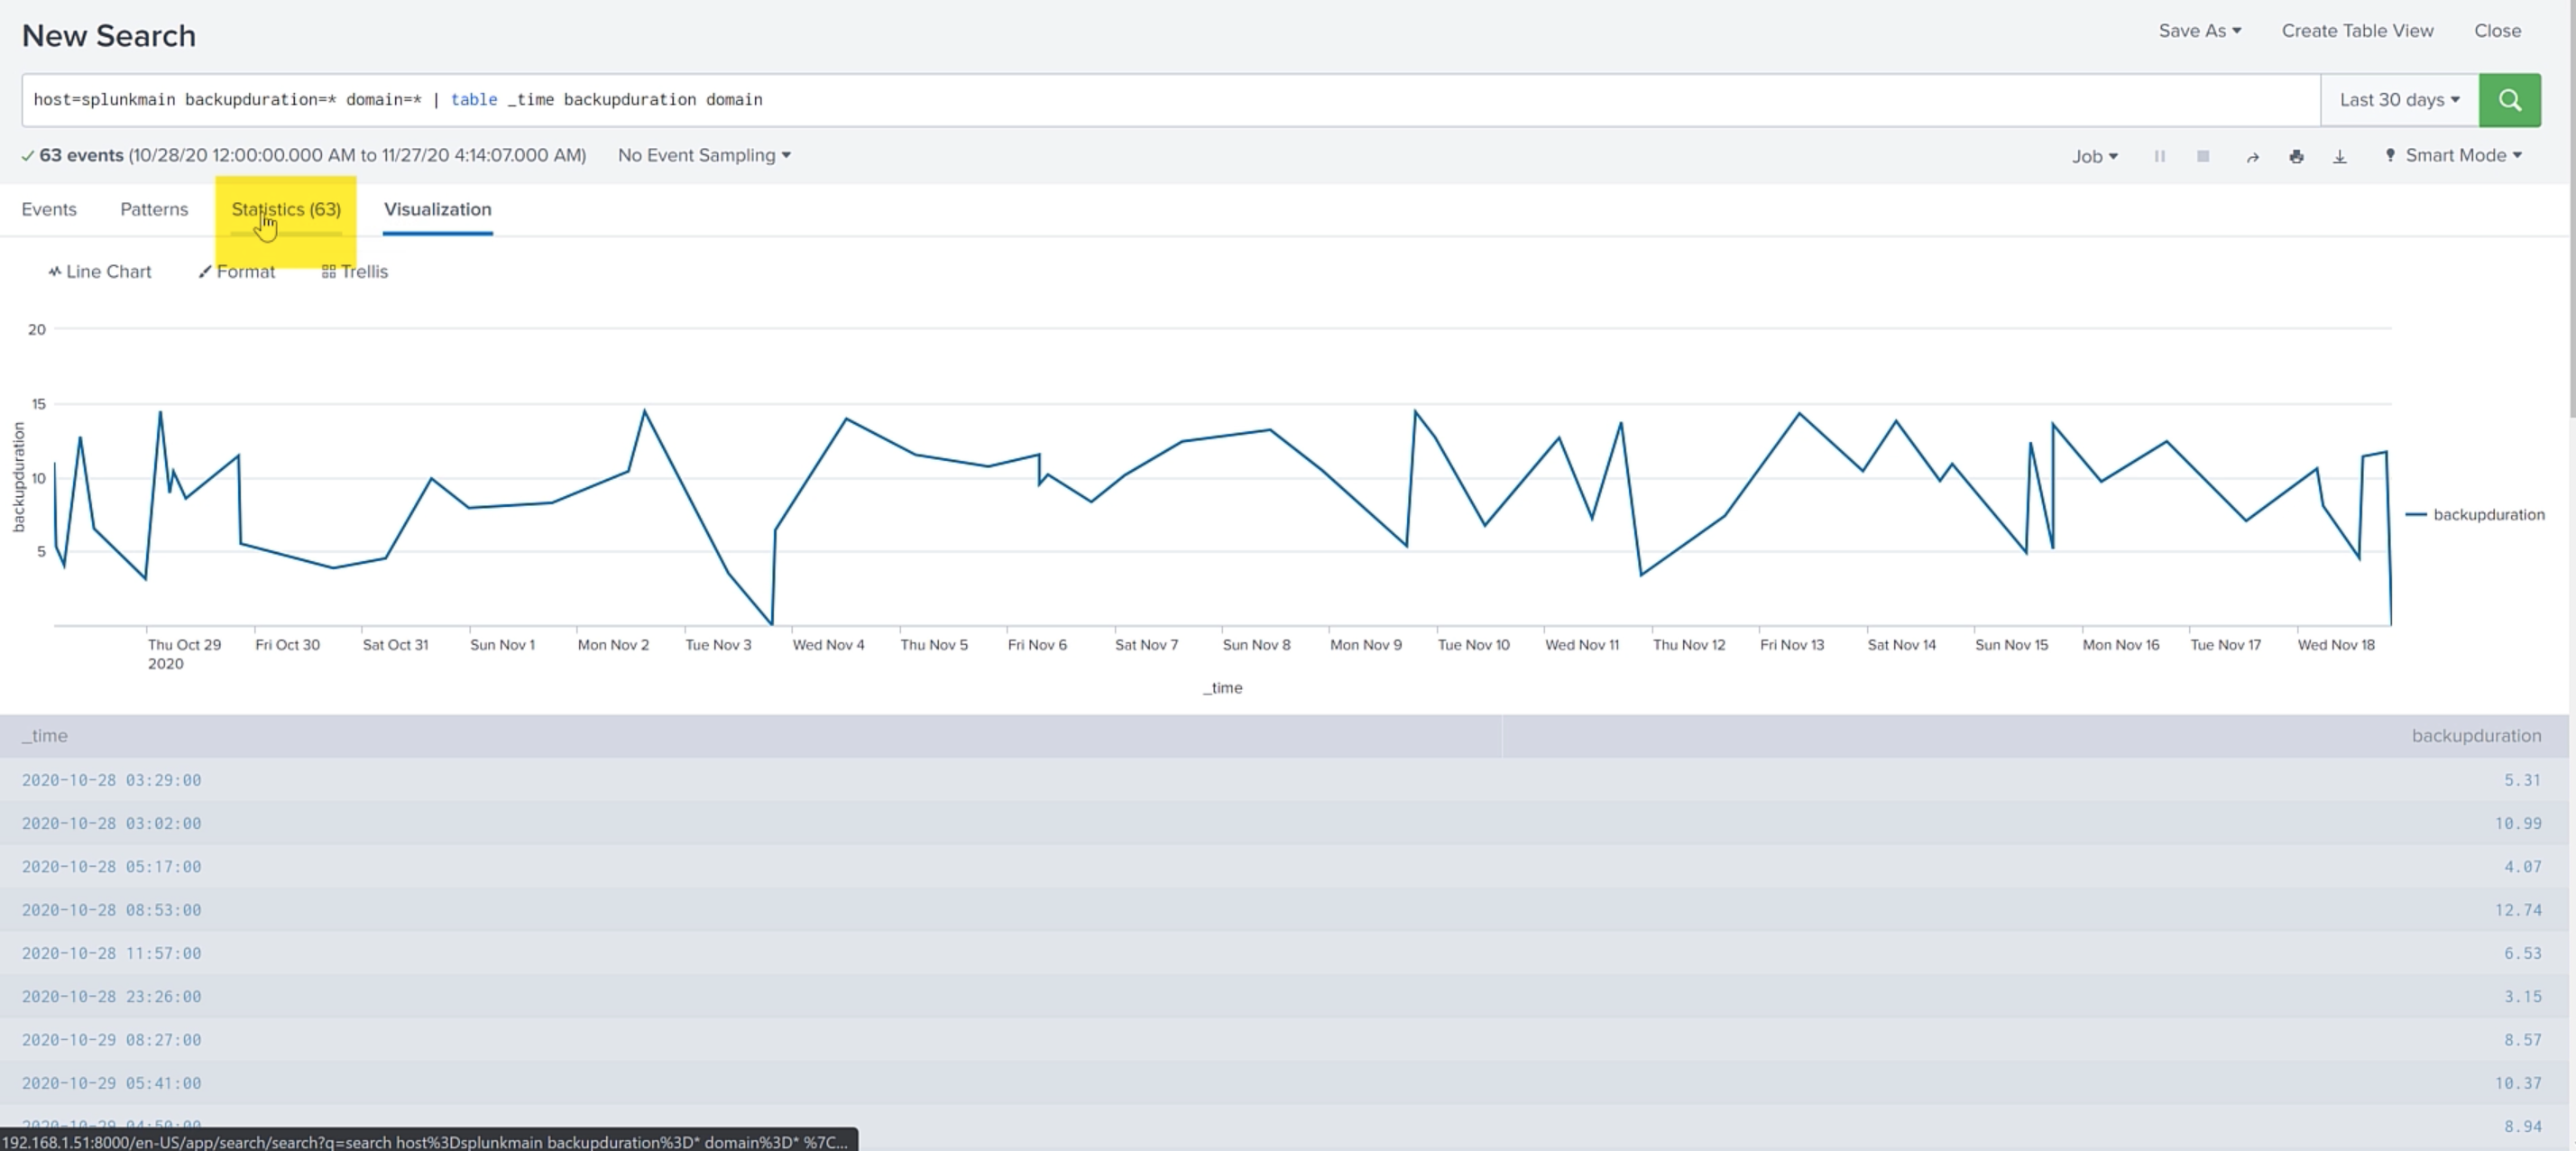 New Search
Save As Create Table View Close
host=splunkmain backupduration=* domain=* | table _time backupduration domain
Last 30 days
63 events (10/28/20 12:00:00.000 AM to 11/27/20 4:14:07.000 AM) No Event Sampling
Job Smart Mode
Events Patterns Statistics (63) Visualization
Line Chart Format Trellis
20
15
10
5
backupduration
backupduration
Thu Oct 29 Fri Oct 30 Sat Oct 31 Sun Nov 1 Mon Nov 2 Tue Nov 3 Wed Nov 4 Thu Nov 5 Fri Nov 6 Sat Nov 7 Sun Nov 8 Mon Nov 9 Tue Nov 10 Wed Nov 11 Thu Nov 12 Fri Nov 13 Sat Nov 14 Sun Nov 15 Mon Nov 16 Tue Nov 17 Wed Nov 18
2020
_time
_time backupduration
2020-10-28 03:29:00 5.31
2020-10-28 03:02:00 10.99
2020-10-28 05:17:00 4.07
2020-10-28 08:53:00 12.74
2020-10-28 11:57:00 6.53
2020-10-28 23:26:00 3.15
2020-10-29 08:27:00 8.57
2020-10-29 05:41:00 10.37
8.94
192.168.1.51:8000/en-US/app/search/search?q=search host%3Dsplunkmain backupduration%3D* domain%3D* %7C...